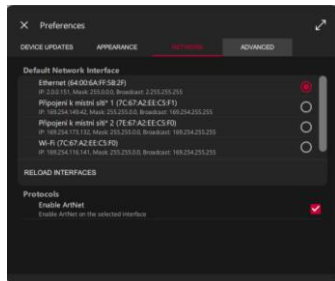 Preferences
DEVICE UPDATES APPEARANCE NETWORK ADVANCED
Default Network Interface
Ethernet (64:00:6A:FF:5B:2F)
IP: 2.0.0.151, Mask: 255.0.0.0, Broadcast: 2.255.255.255
Připojení k místní síti* 1 (7C:67:A2:EE:C5:F1)
IP: 169.254.149.42, Mask: 255.255.0.0, Broadcast: 169.254.255.255
Připojení k místní síti* 2 (7E:67:A2:EE:C5:F0)
IP: 169.254.173.132, Mask: 255.255.0.0, Broadcast: 169.254.255.255
Wi-Fi (7C:67:A2:EE:C5:F0)
IP: 169.254.116.141, Mask: 255.255.0.0, Broadcast: 169.254.255.255
RELOAD INTERFACES
Protocols
Enable ArtNet
Enable ArtNet on the selected interface